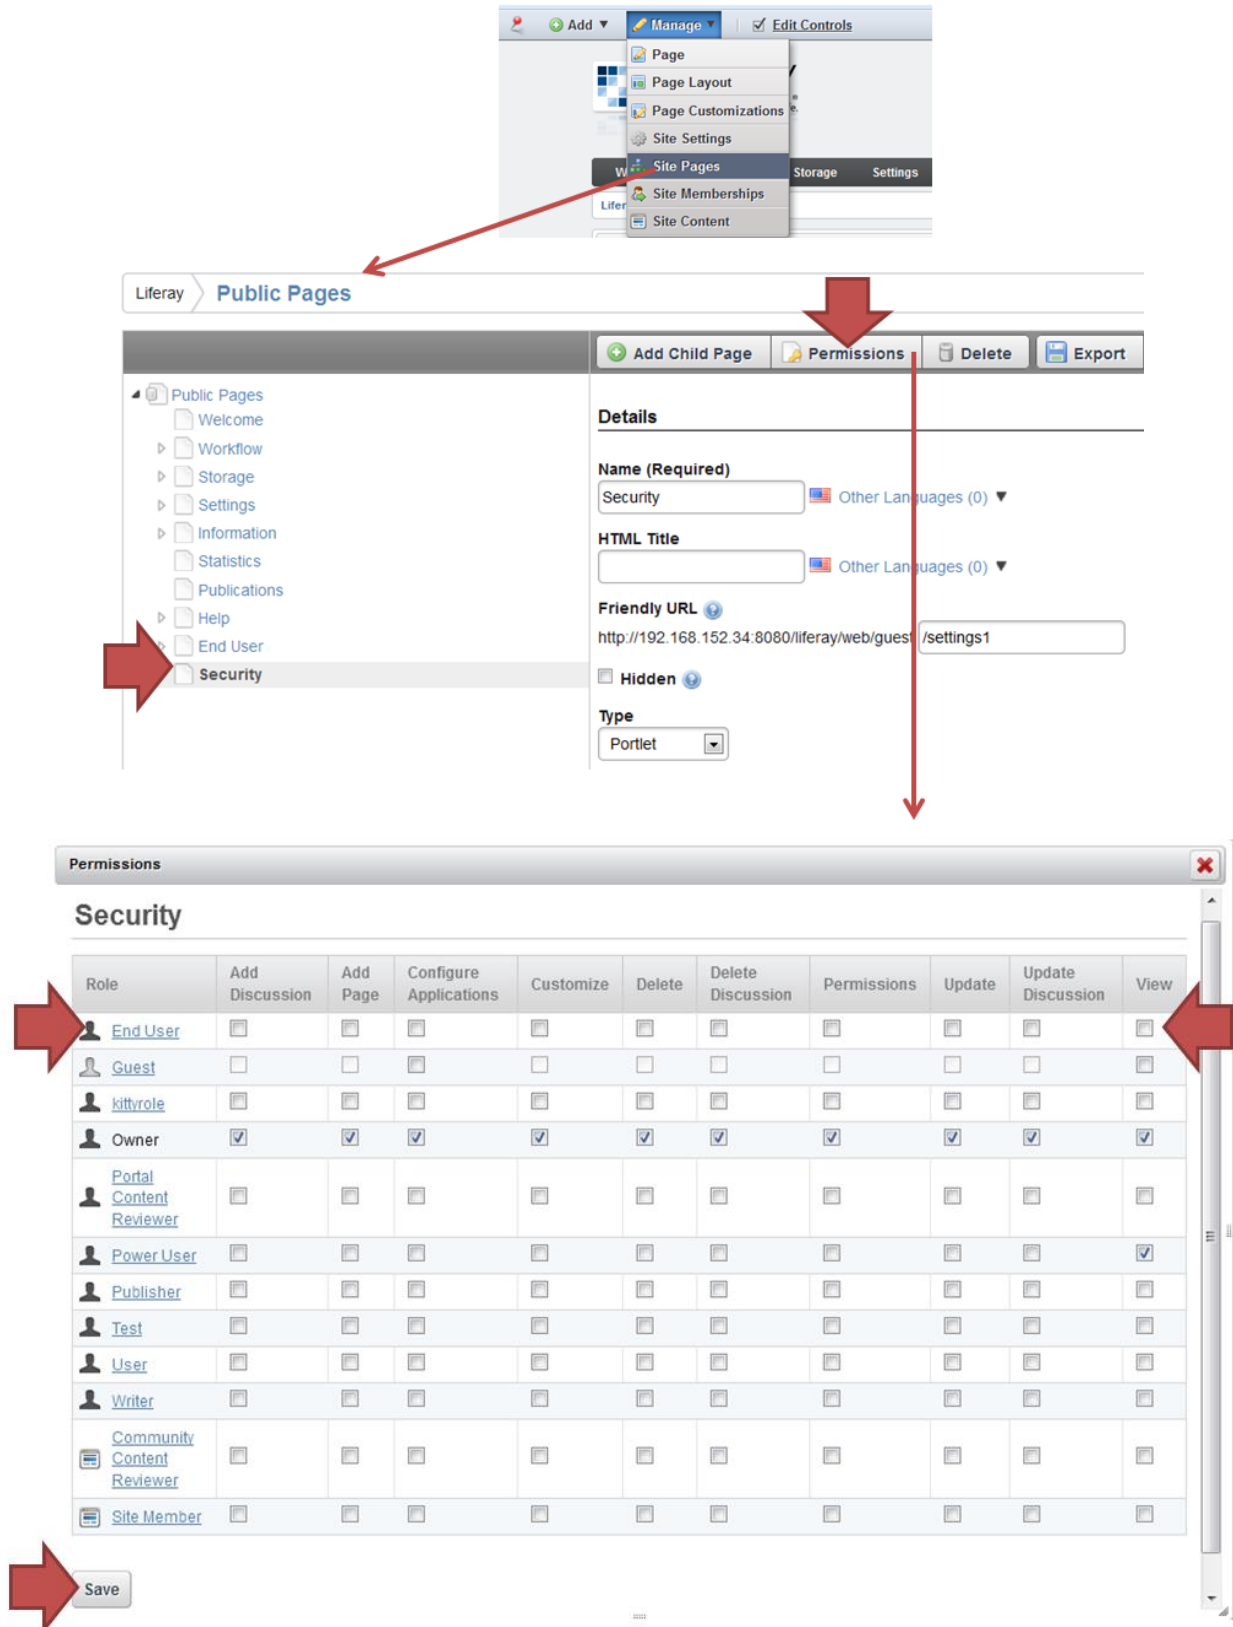 Add ▼ Manage ▼ Edit Controls
Page
Page Layout
Page Customizations
Site Settings
Site Pages Storage Settings
Site Memberships
Site Content
Liferay Public Pages
Add Child Page Permissions Delete Export
Public Pages
Welcome
Workflow
Storage
Settings
Information
Statistics
Publications
Help
End User
Security
Details
Name (Required)
Security Other Languages (0) ▼
HTML Title
Other Languages (0) ▼
Friendly URL
http://192.168.152.34:8080/liferay/web/guest /settings1
Hidden
Type
Portlet
Permissions
Security
Role Add Discussion Add Page Configure Applications Customize Delete Delete Discussion Permissions Update Update Discussion View
End User
Guest
kittyrole
Owner
Portal
Content
Reviewer
Power User
Publisher
Test
User
Writer
Community
Content
Reviewer
Site Member
Save